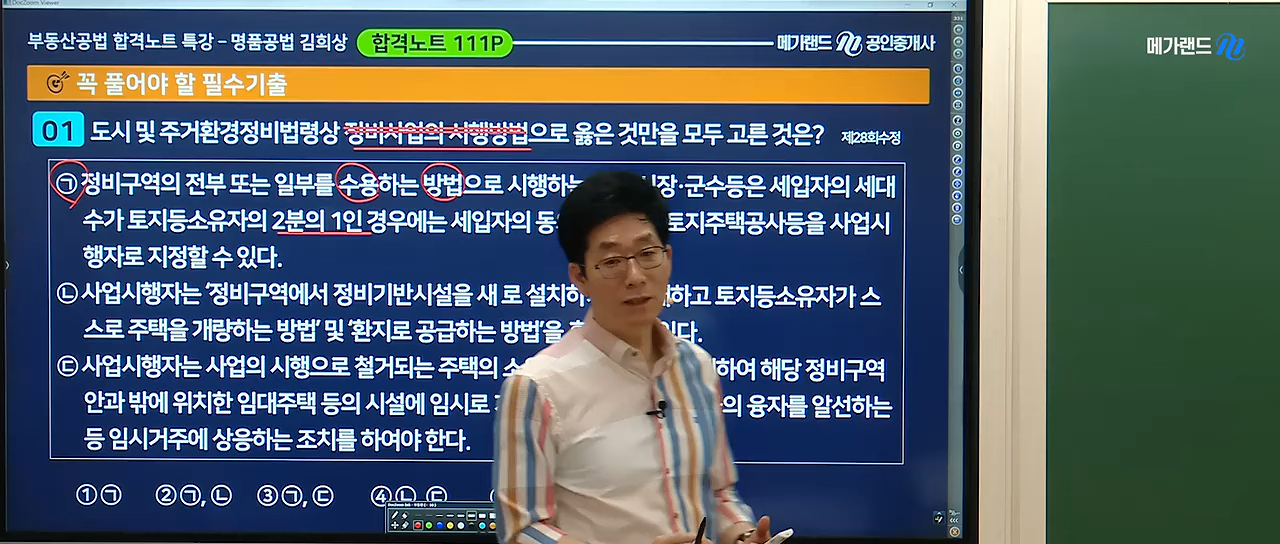 DocZoom Viewer
부동산공법 합격노트 특강 – 명품공법 김희상
합격노트 111P
메가랜드 공인중개사
메가랜드
꼭 풀어야 할 필수기출
01 도시 및 주거환경정비법령상 정비사업의 시행방법으로 옳은 것만을 모두 고른 것은? 제28회수정
㉠ 정비구역의 전부 또는 일부를 수용하는 방법으로 시행하는 군수등은 세입자의 세대
수가 토지등소유자의 2분의 1인 경우에는 세입자의 토지주택공사등을 사업시
행자로 지정할 수 있다.
㉡ 사업시행자는 ‘정비구역에서 정비기반시설을 새 로 토지등소유자가 스
스로 주택을 개량하는 방법’ 및 ‘환지로 공급하는 방법’을
㉢ 사업시행자는 사업의 시행으로 철거되는 주택의 해당 정비구역
안과 밖에 위치한 임대주택 등의 시설에 임시로 융자를 알선하는
등 임시거주에 상응하는 조치를 하여야 한다.
①㉠ ②㉠, ㉡ ③㉠, ㉢ ④㉡, ㉢